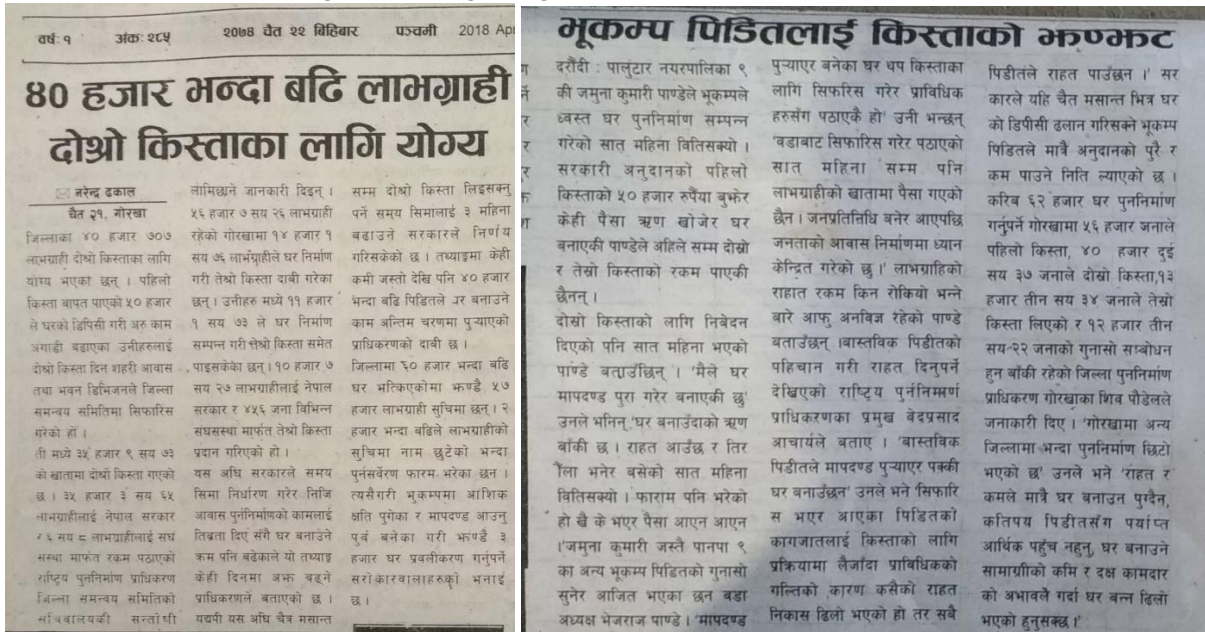 वर्षः १ अंकः २८५ २०७४ चैत २२ बिहिबार पञ्चमी 2018 Apr
४० हजार भन्दा बढि लाभग्राही
दोश्रो किस्ताका लागि योग्य
नरेन्द्र ढकाल
चैत २१, गोरखा
जिल्लाका ४० हजार ७०७
लाभग्राही दोश्रो किस्ताका लागि
योग्य भएका छन् । पहिलो
किस्ता बापत पाएको ५० हजार
ले घरको डिपिसी गरी अरु काम
अगाडी बढाएका उनीहरुलाई
दोश्रो किस्ता दिन शहरी आवास
तथा भवन डिभिजनले जिल्ला
समन्वय समितिमा सिफारिस
गरेको हो ।
ती मध्ये ३५ हजार ९ सय ७३
को खातामा दोश्रो किस्ता गएको
छ । ३५ हजार ३ सय ६५
लाभग्राहीलाई नेपाल सरकार
र ६ सय ८ लाभग्राहीलाई संघ
संस्था मार्फत रकम पठाएको
राष्ट्रिय पुननिर्माण प्राधिकरण
जिल्ला समन्वय समितिको
सचिवालयकी सन्तोषी
लामिछाने जानकारी दिइन् ।
५६ हजार ७ सय २६ लाभग्राही
रहेको गोरखामा १४ हजार १
सय ७६ लाभंग्राहीले घर निर्माण
गरी तेश्रो किस्ता दाबी गरेका
छन् । उनीहरु मध्ये ११ हजार
१ सय ७३ ले घर निर्माण
सम्पन्न गरी तेश्रो किस्ता समेत
पाइसकेका छन् । १० हजार ७
सय २७ लाभग्राहीलाई नेपाल
सरकार र ४५६ जना विभिन्न
संघसस्था मार्फत तेश्रो किस्ता
प्रदान गरिएको हो ।
यस अघि सरकारले समय
सिमा निर्धारण गरेर निजि
आवास पुर्ननिर्माणको कामलाई
तिब्रता दिए सँगै घर बनाउने
क्रम पनि बढेकाले यो तथ्याङ्क
केही दिनमा अझ बढ्ने
प्राधिकरणले बताएको छ ।
यद्यपी यस अघि चैत्र मसान्त
सम्म दोश्रो किस्ता लिइसक्नु
पर्ने समय सिमालाई ३ महिना
बढाउने सरकारले निर्णय
गरिसकेको छ । तथ्याङ्कमा केही
कमी जस्तो देखि पनि ४० हजार
भन्दा बढि पिडितले घर बनाउने
काम अन्तिम चरणमा पुऱ्याएको
प्राधिकरणको दाबी छ ।
जिल्लामा ६० हजार भन्दा बढि
घर भत्किएकोमा झण्डै ५७
हजार लाभग्राही सुचिमा छन् । २
हजार भन्दा बढिले लाभग्राहीको
सुचिमा नाम छुटेको भन्दा
पुर्नसर्वेरण फारम भरेका छन ।
त्यसैगरी भुकम्पमा आंशिक
क्षति पुगेका र मापदण्ड आउनु
पुर्व बनेका गरी झण्डै ३
हजार घर प्रवलीकरण गर्नुपर्ने
सरोकारवालाहरुको भनाई
छ ।
भूकम्प पिडितलाई किस्ताको झण्झट
दरौंदी : पालुंटार नयरपालिका ९
की जमुना कुमारी पाण्डेले भूकम्पले
ध्वस्त घर पुननिर्माण सम्पन्न
गरेको सात महिना वितिसक्यो ।
सरकारी अनुदानको पहिलो
किस्ताको ५० हजार रुपैंया बुझेर
केही पैसा ऋण खोजेर घर
बनाएकी पाण्डेले अहिले सम्म दोस्रो
र तेस्रो किस्ताको रकम पाएकी
छैनन् ।
दोस्रो किस्ताको लागि निबेदन
दिएको पनि सात महिना भएको
पाण्डे बताउँछिन् । 'मैले घर
मापदण्ड पुरा गरेर बनाएकी छु'
उनले भनिन् 'घर बनाउँदाको ऋण
बाँकी छ । राहत आउँछ र तिर
ौंला भनेर बसेको सात महिना
वितिसक्यो । फाराम पनि भरेको
हो खै के भएर पैसा आएन आएन
।'जमुना कुमारी जस्तै पानपा ९
का अन्य भूकम्प पिडितको गुनासो
सुनेर आजित भएका छन वडा
अध्यक्ष भेजराज पाण्डे । 'मापदण्ड
पुऱ्याएर बनेका घर थप किस्ताका
लागि सिफरिस गरेर प्राविधिक
हरुसँग पठाएकै हो' उनी भन्छन्
'वडाबाट सिफारिस गरेर पठाएको
सात महिना सम्म पनि
लाभग्राहीको खातामा पैसा गएको
छैन । जनप्रतिनिधि बनेर आएपछि
जनताको आवास निर्माणमा ध्यान
केन्द्रित गरेको छु ।' लाभग्राहिको
राहात रकम किन रोकियो भन्ने
बारे आफु अनविज्ञ रहेको पाण्डे
बताउँछन् ।बास्तविक पिडीतको
पहिचान गरी राहत दिनुपर्ने
देखिएको राष्ट्रिय पुर्ननिमार्ण
प्राधिकरणका प्रमुख बेदप्रसाद
आचार्यले बताए । 'बास्तविक
पिडीतले मापदण्ड पुऱ्याएर पक्की
घर बनाउँछन' उनले भने 'सिफारि
स भएर आएका पिडितको
कागजातलाई किस्ताको लागि
प्रक्रियामा लैजाँदा प्राविधिकको
गल्तिको कारण कसैको राहत
निकास ढिलो भएको हो तर सबै
पिडीतले राहत पाउँछन ।' सर
कारले यहि चैत मसान्त भित्र घर
को डिपीसी ढलान गरिसक्ने भूकम्प
पिडितले मात्रै अनुदानको पुरै र
कम पाउने निति ल्याएको छ ।
करिब ६२ हजार घर पुननिर्माण
गर्नुपर्ने गोरखामा ५६ हजार जनाले
पहिलो किस्ता, ४० हजार दुई
सय ३७ जनाले दोस्रो किस्ता,१३
हजार तीन सय ३४ जनाले तेस्रो
किस्ता लिएको र १२ हजार तीन
सय-२२ जनाको गुनासो सम्बोधन
हुन बाँकी रहेको जिल्ला पुननिर्माण
प्राधिकरण गोरखाका शिव पौडेलले
जनाकारी दिए । 'गोरखामा अन्य
जिल्लामा भन्दा पुननिर्माण छिटो
भएको छ' उनले भने 'राहत र
कमले मात्रै घर बनाउन पुग्दैन,
कतिपय पिडीतसँग पर्याप्त
आर्थिक पहुँच नहुनु, घर बनाउने
सामाग्रीको कमि र दक्ष कामदार
को अभावले गर्दा घर बन्न ढिलो
भएको हुनुसक्छ ।'